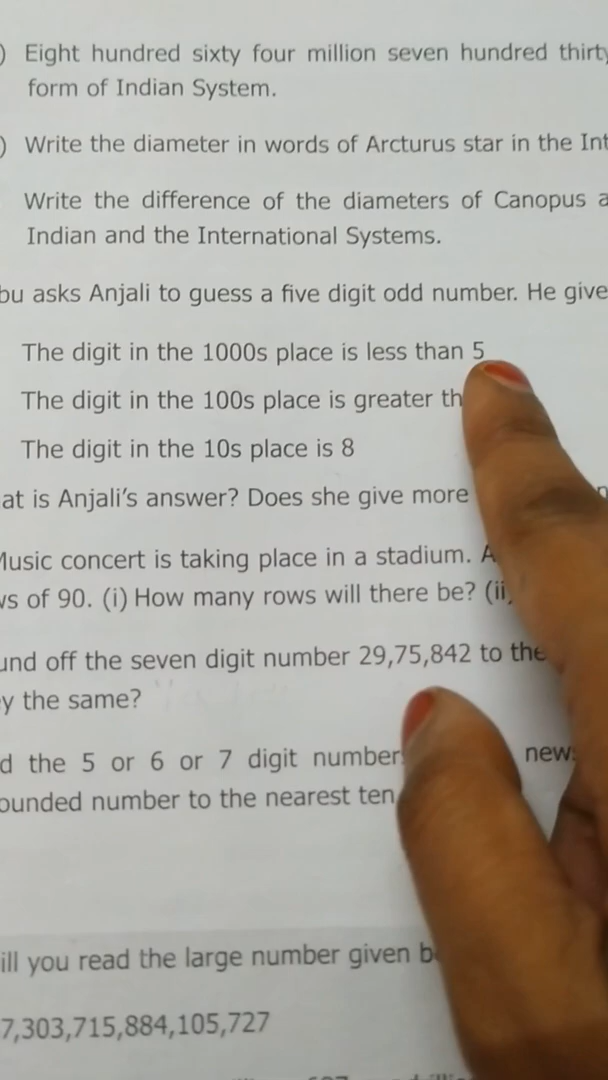 ) Eight hundred sixty four million seven hundred thirty
form of Indian System.
) Write the diameter in words of Arcturus star in the Int
Write the difference of the diameters of Canopus a
Indian and the International Systems.
bu asks Anjali to guess a five digit odd number. He give
The digit in the 1000s place is less than 5
The digit in the 100s place is greater th
The digit in the 10s place is 8
at is Anjali's answer? Does she give more
Music concert is taking place in a stadium. A
ws of 90. (i) How many rows will there be? (ii)
und off the seven digit number 29,75,842 to the
y the same?
d the 5 or 6 or 7 digit number news
ounded number to the nearest ten
ill you read the large number given b
7,303,715,884,105,727